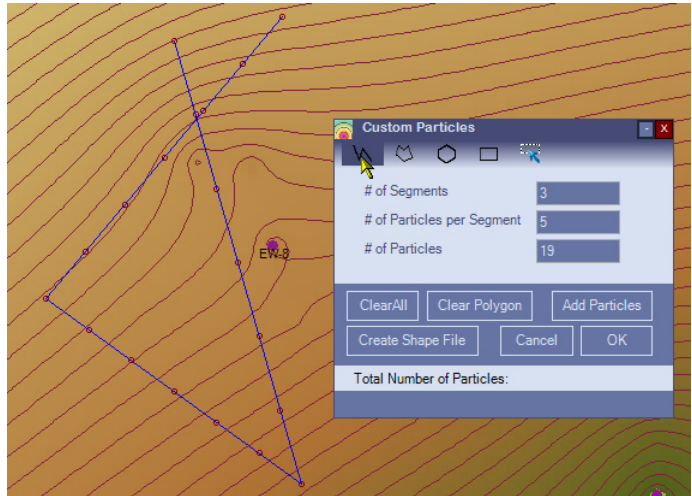 Custom Particles
- X
# of Segments 3
# of Particles per Segment 5
# of Particles 19
EW-8
ClearAll Clear Polygon Add Particles
Create Shape File Cancel OK
Total Number of Particles: